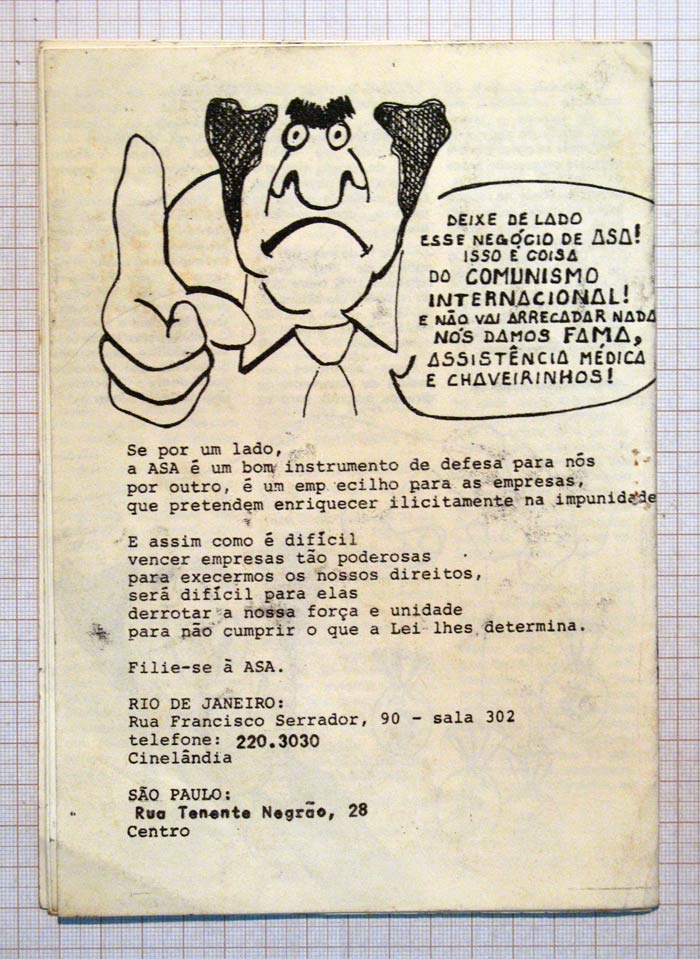 DEIXE DE LADO
ESSE NEGÓCIO DE ASA!
ISSO É COISA
DO COMUNISMO
INTERNACIONAL!
E NÃO VAI ARRECADAR NADA
NÓS DAMOS FAMA,
ASSISTÊNCIA MÉDICA
E CHAVEIRINHOS!
Se por um lado,
a ASA é um bom instrumento de defesa para nós
por outro, é um emp ecilho para as empresas,
que pretendem enriquecer ilicitamente na impunidade
E assim como é difícil
vencer empresas tão poderosas
para execermos os nossos direitos,
será difícil para elas
derrotar a nossa força e unidade
para não cumprir o que a Lei lhes determina.
Filie-se à ASA.
RIO DE JANEIRO:
Rua Francisco Serrador, 90 - sala 302
telefone: 220.3030
Cinelândia
SÃO PAULO:
Rua Tenente Negrão, 28
Centro